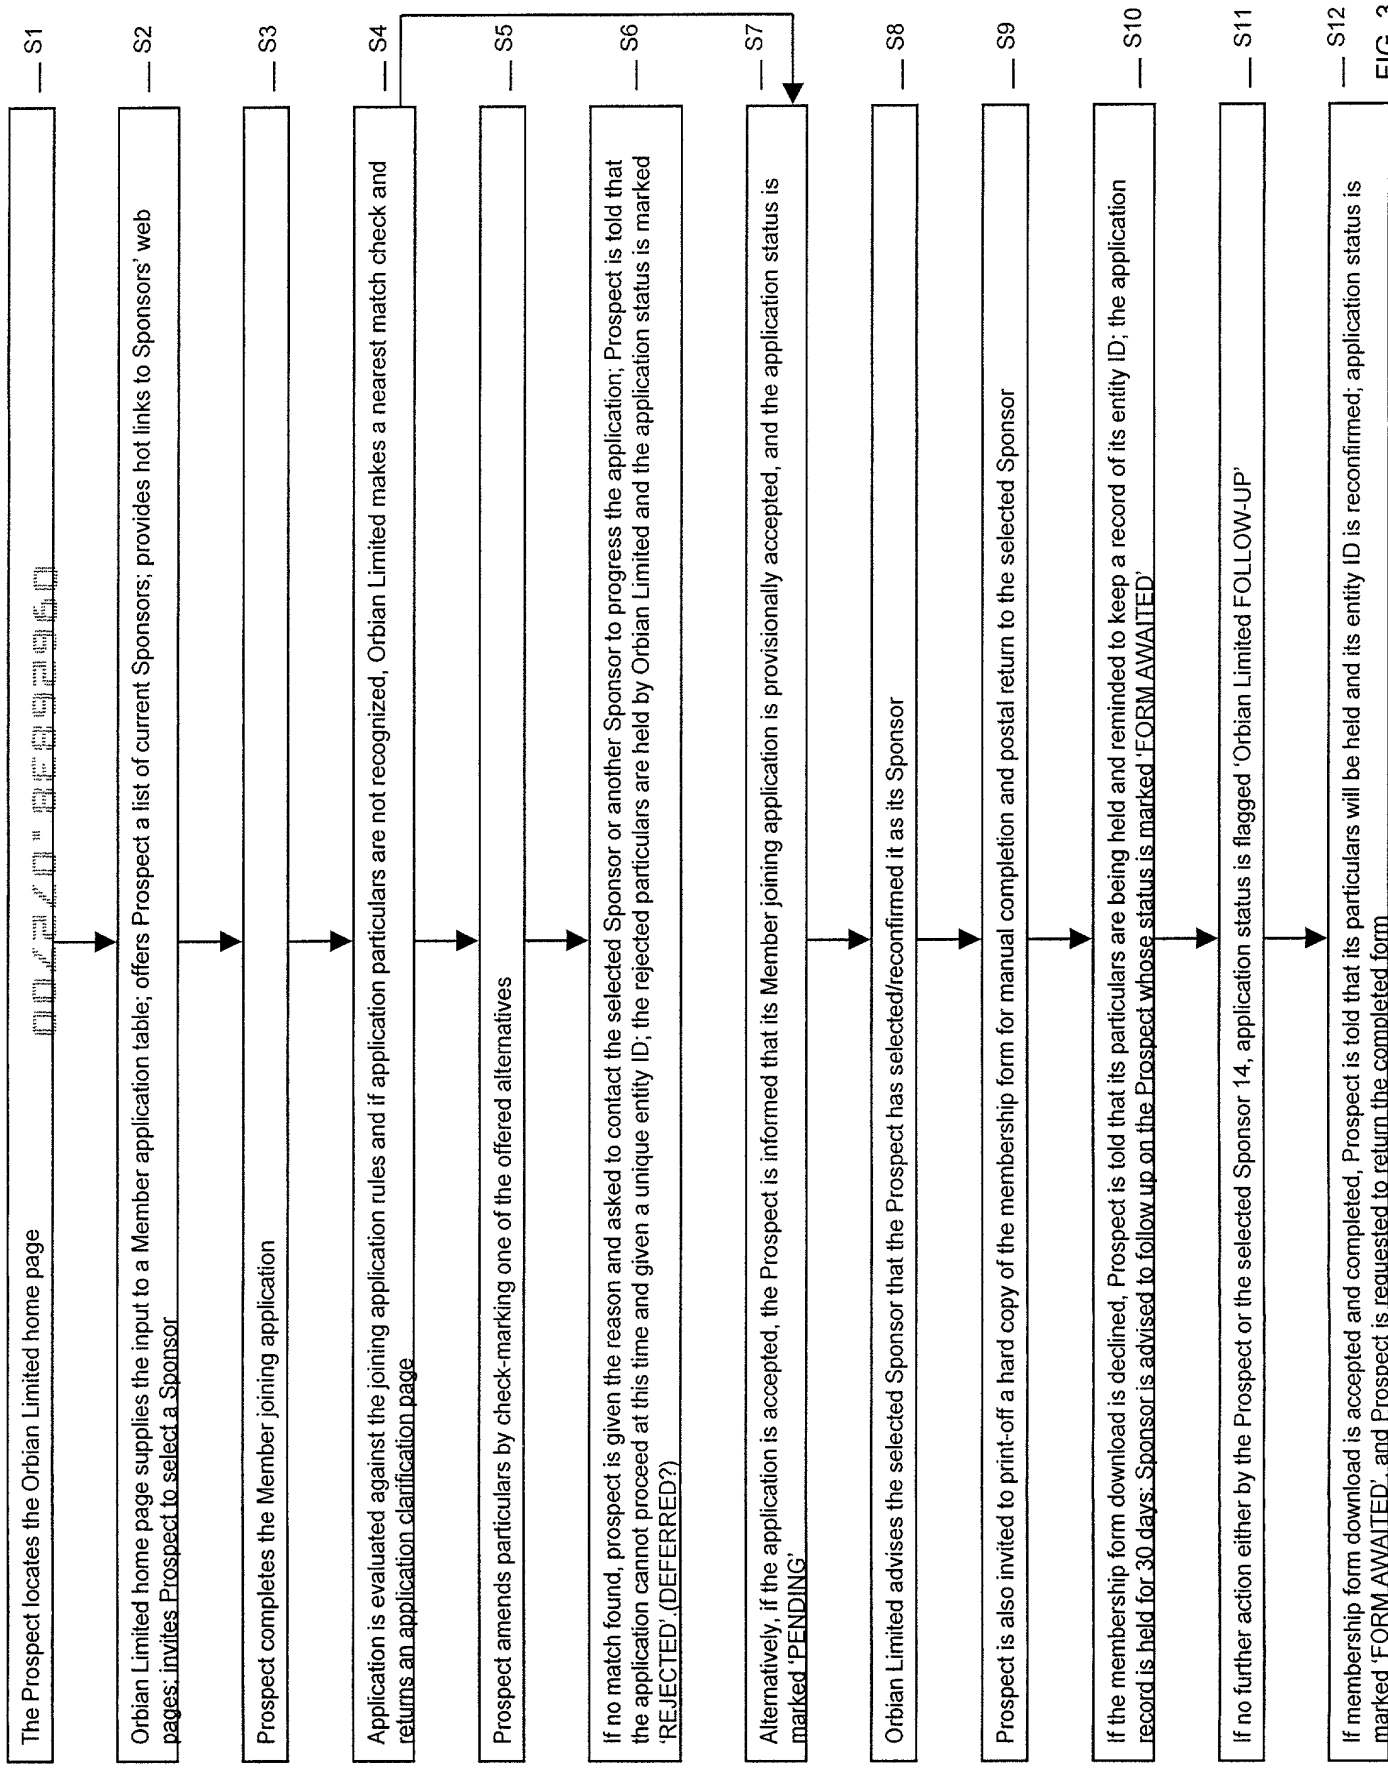 The Prospect locates the Orbian Limited home page
S1
Orbian Limited home page supplies the input to a Member application table; offers Prospect a list of current Sponsors; provides hot links to Sponsors' web
pages; invites Prospect to select a Sponsor
S2
Prospect completes the Member joining application
S3
Application is evaluated against the joining application rules and if application particulars are not recognized, Orbian Limited makes a nearest match check and
returns an application clarification page
S4
Prospect amends particulars by check-marking one of the offered alternatives
S5
If no match found, prospect is given the reason and asked to contact the selected Sponsor or another Sponsor to progress the application; Prospect is told that
the application cannot proceed at this time and given a unique entity ID; the rejected particulars are held by Orbian Limited and the application status is marked
'REJECTED'.(DEFERRED?)
S6
Alternatively, if the application is accepted, the Prospect is informed that its Member joining application is provisionally accepted, and the application status is
marked 'PENDING'
S7
Orbian Limited advises the selected Sponsor that the Prospect has selected/reconfirmed it as its Sponsor
S8
Prospect is also invited to print-off a hard copy of the membership form for manual completion and postal return to the selected Sponsor
S9
If the membership form download is declined, Prospect is told that its particulars are being held and reminded to keep a record of its entity ID; the application
record is held for 30 days; Sponsor is advised to follow up on the Prospect whose status is marked 'FORM AWAITED'
S10
If no further action either by the Prospect or the selected Sponsor 14, application status is flagged 'Orbian Limited FOLLOW-UP'
S11
If membership form download is accepted and completed, Prospect is told that its particulars will be held and its entity ID is reconfirmed; application status is
marked 'FORM AWAITED', and Prospect is requested to return the completed form
S12
FIG. 3